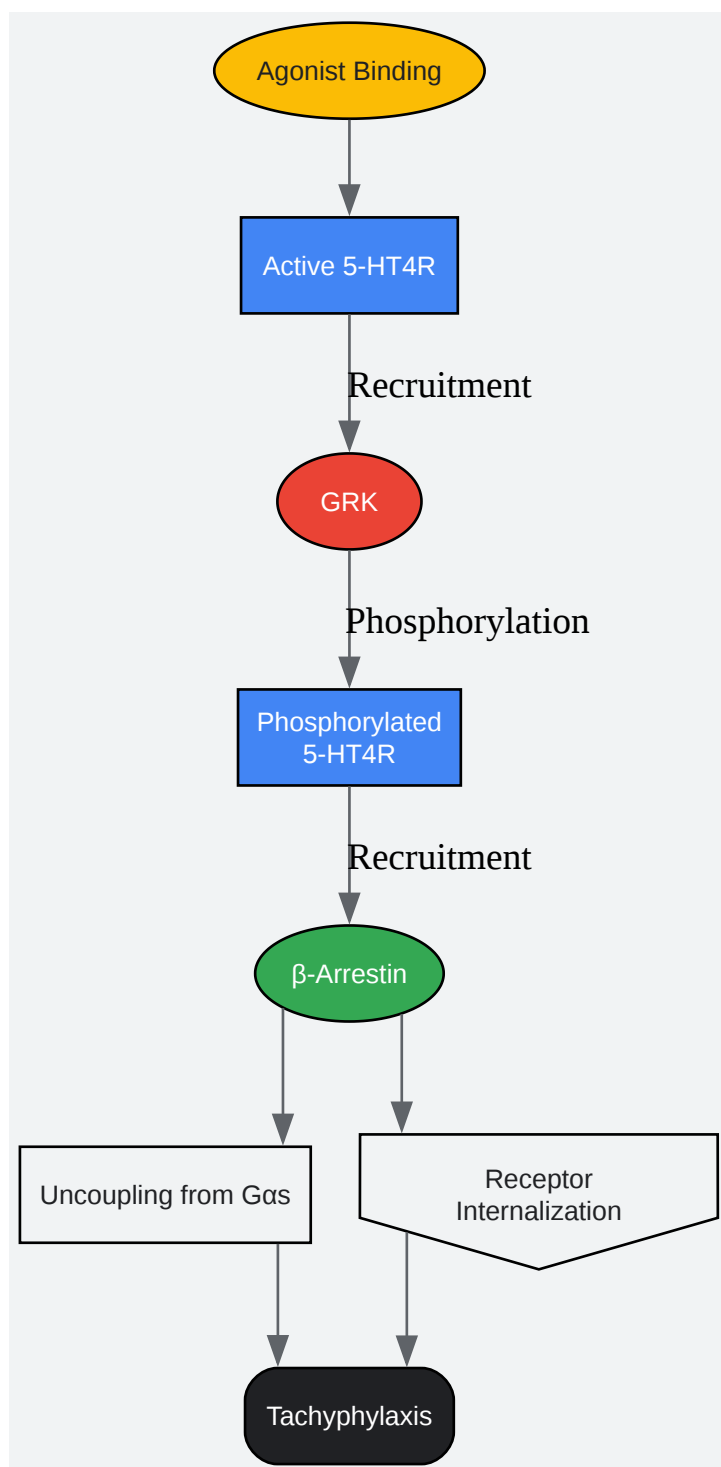 Agonist Binding
Active 5-HT4R
Recruitment
GRK
Phosphorylation
Phosphorylated
5-HT4R
Recruitment
β-Arrestin
Uncoupling from Gαs
Receptor
Internalization
Tachyphylaxis